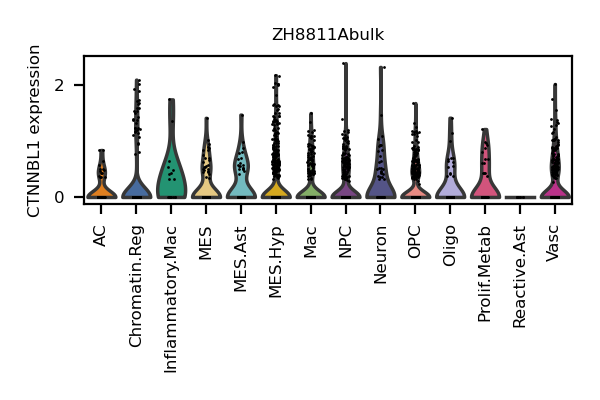 ZH8811Abulk
CTNNBL1 expression
2
0
AC
Chromatin.Reg
Inflammatory.Mac
MES
MES.Ast
MES.Hyp
Mac
NPC
Neuron
OPC
Oligo
Prolif.Metab
Reactive.Ast
Vasc